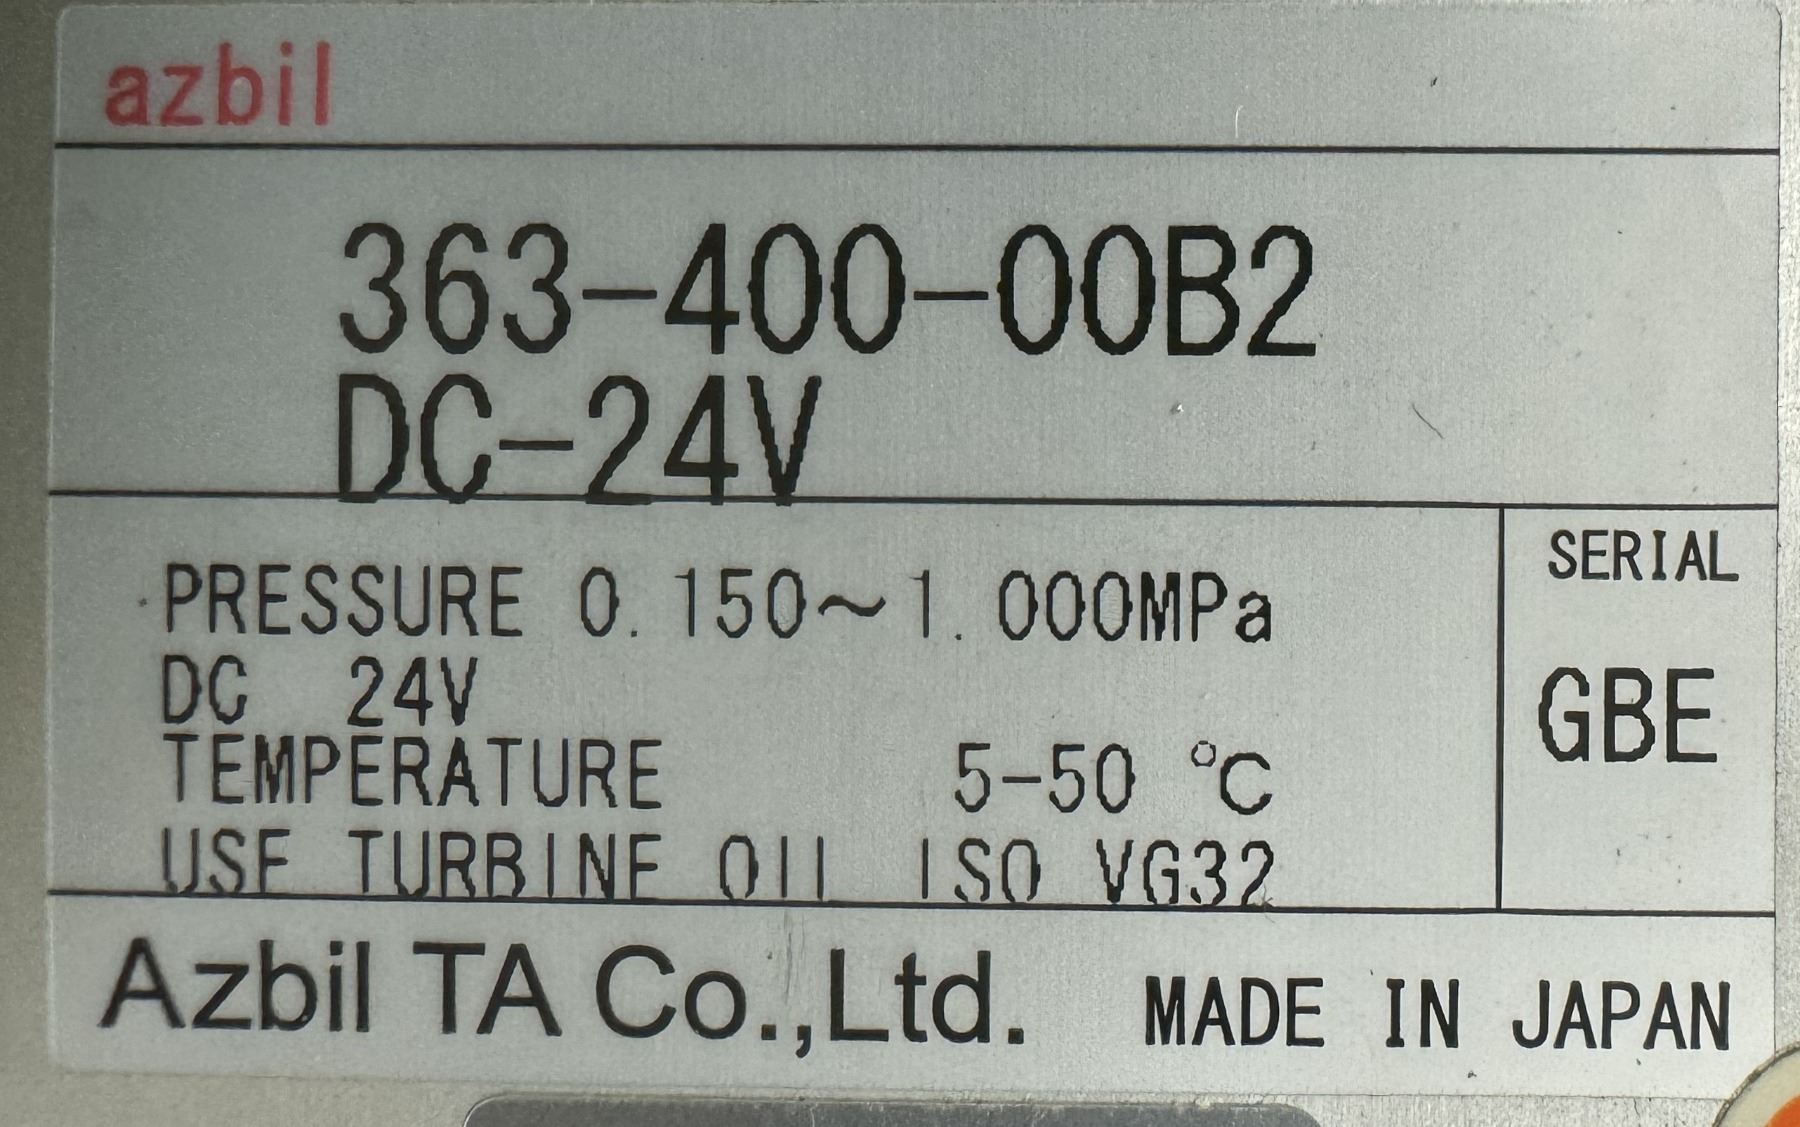 azbil
363-400-00B2
DC-24V
PRESSURE 0.150~1.000MPa
DC 24V
TEMPERATURE 5-50 ℃
USE TURBINE OIL ISO VG32
SERIAL
GBE
Azbil TA Co.,Ltd. MADE IN JAPAN